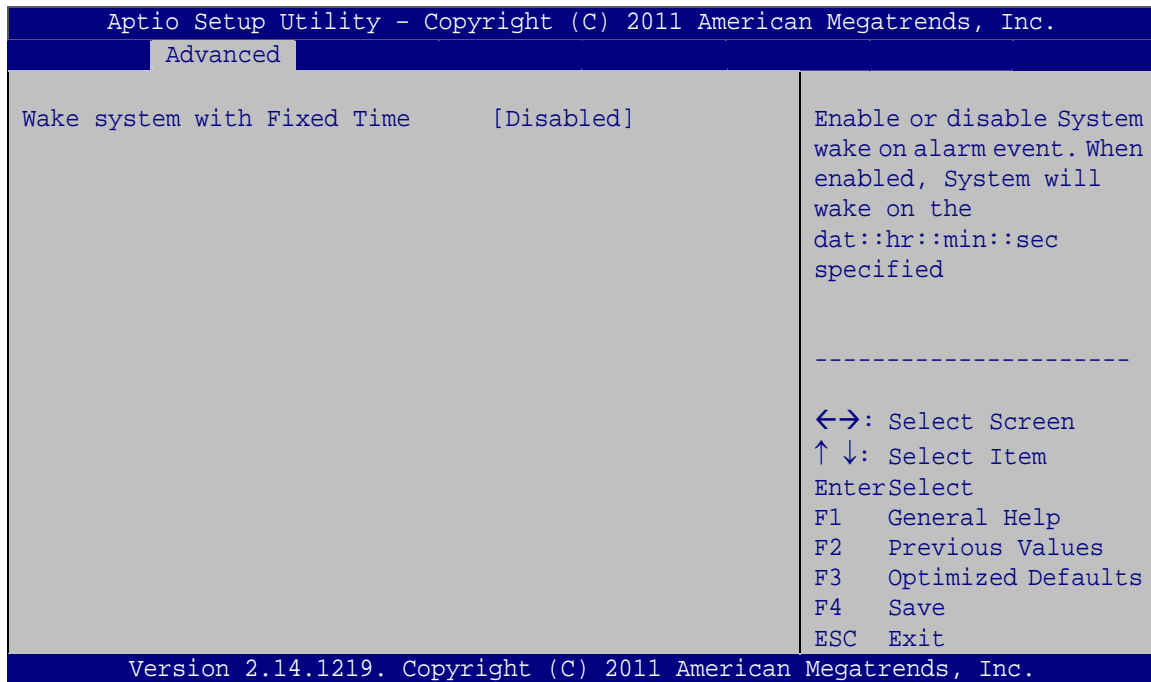 Aptio Setup Utility – Copyright (C) 2011 American Megatrends, Inc.
Advanced
Wake system with Fixed Time [Disabled]
Enable or disable System
wake on alarm event. When
enabled, System will
wake on the
dat::hr::min::sec
specified
----------------------
←→: Select Screen
↑ ↓: Select Item
EnterSelect
F1 General Help
F2 Previous Values
F3 Optimized Defaults
F4 Save
ESC Exit
Version 2.14.1219. Copyright (C) 2011 American Megatrends, Inc.